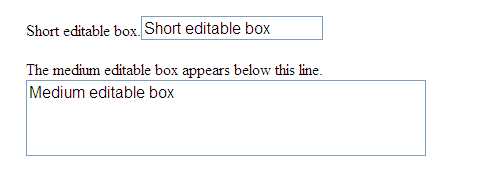 Short editable box. Short editable box
The medium editable box appears below this line.
Medium editable box